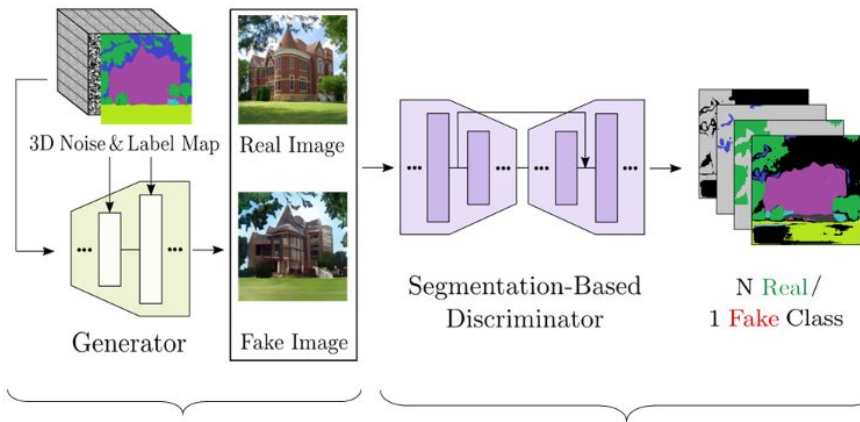 3D Noise & Label Map
Real Image
Generator
Fake Image
Segmentation-Based
Discriminator
N Real/
1 Fake Class